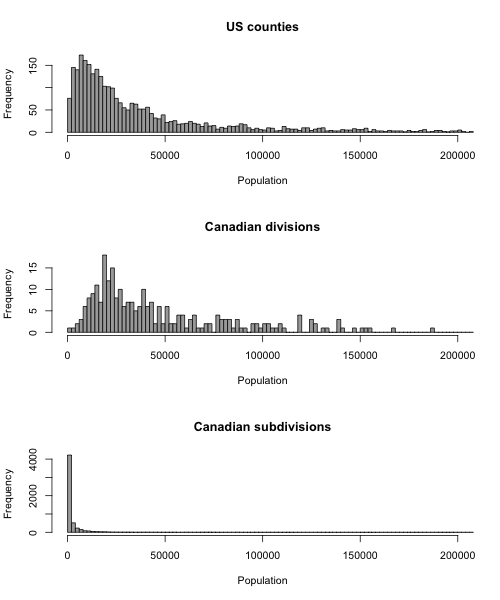 US counties
Frequency
0 50 150
0 50000 100000 150000 200000
Population
Canadian divisions
Frequency
0 5 10 15
0 50000 100000 150000 200000
Population
Canadian subdivisions
Frequency
0 2000 4000
0 50000 100000 150000 200000
Population